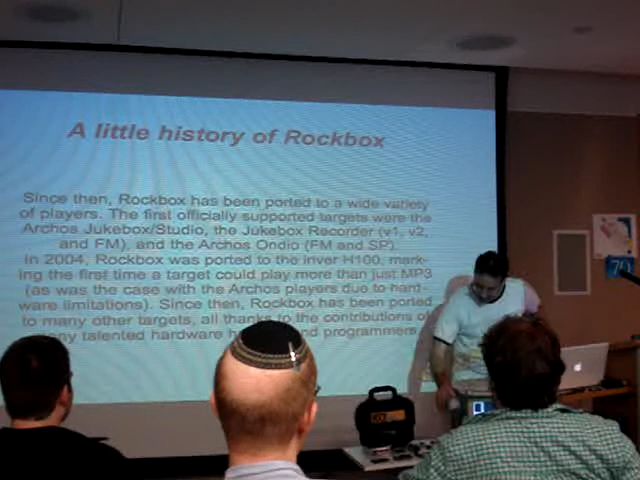 A little history of Rockbox
Since then, Rockbox has been ported to a wide variety
of players. The first officially supported targets were the
Archos Jukebox/Studio, the Jukebox Recorder (v1, v2,
and FM), and the Archos Ondio (FM and SP).
In 2004, Rockbox was ported to the iriver H100, mark-
ing the first time a target could play more than just MP3
(as was the case with the Archos players due to hard-
ware limitations). Since then, Rockbox has been ported
to many other targets, all thanks to the contributions of
talented hardware and programmers.